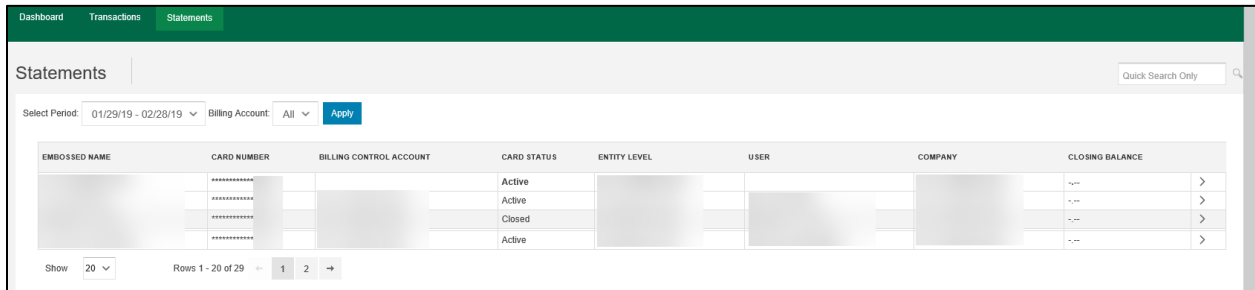 Dashboard Transactions Statements
Statements
Quick Search Only
Select Period: 01/29/19 - 02/28/19 Billing Account: All Apply
EMBOSSED NAME CARD NUMBER BILLING CONTROL ACCOUNT CARD STATUS ENTITY LEVEL USER COMPANY CLOSING BALANCE
************ Active -.-- >
************ Active -.-- >
************ Closed -.-- >
************ Active -.-- >
Show 20 Rows 1 - 20 of 29 ← 1 2 →